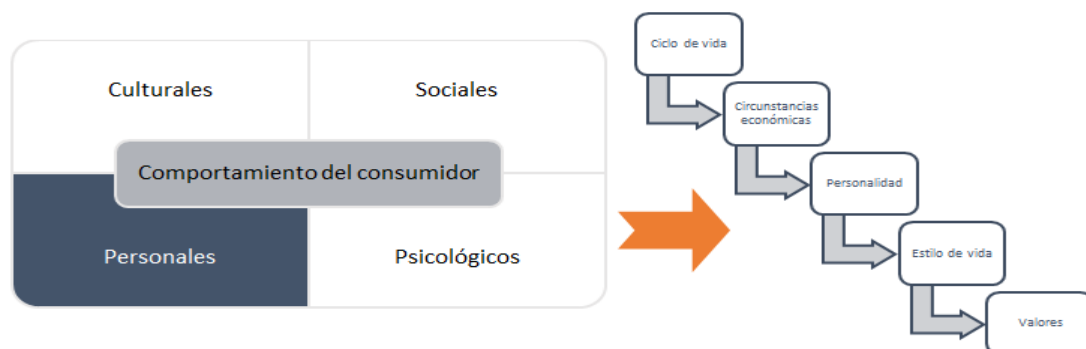 Culturales
Sociales
Comportamiento del consumidor
Personales
Psicológicos
Ciclo de vida
Circunstancias
económicas
Personalidad
Estilo de vida
Valores